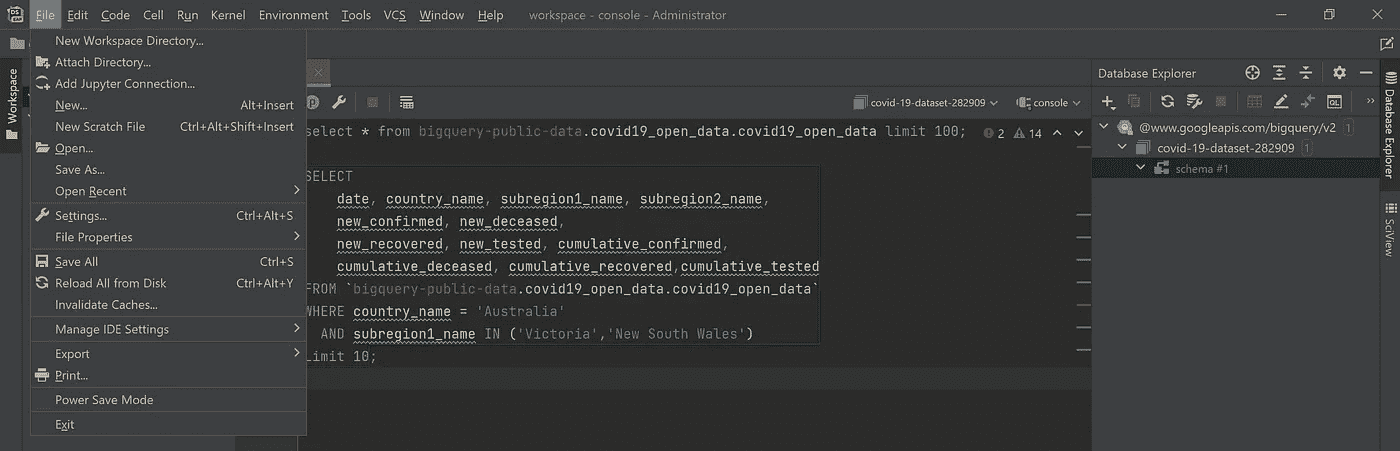 DS
EAP
File Edit Code Cell Run Kernel Environment Tools VCS Window Help workspace - console - Administrator
New Workspace Directory...
Attach Directory...
Add Jupyter Connection...
New... Alt+Insert
New Scratch File Ctrl+Alt+Shift+Insert
Open...
Save As...
Open Recent
Settings... Ctrl+Alt+S
File Properties
Save All Ctrl+S
Reload All from Disk Ctrl+Alt+Y
Invalidate Caches...
Manage IDE Settings
Export
Print...
Power Save Mode
Exit
Workspace
covid-19-dataset-282909 console
select * from bigquery-public-data.covid19_open_data.covid19_open_data limit 100; 2 14
SELECT
date, country_name, subregion1_name, subregion2_name,
new_confirmed, new_deceased,
new_recovered, new_tested, cumulative_confirmed,
cumulative_deceased, cumulative_recovered,cumulative_tested
FROM `bigquery-public-data.covid19_open_data.covid19_open_data`
WHERE country_name = 'Australia'
AND subregion1_name IN ('Victoria','New South Wales')
limit 10;
Database Explorer
QL
@www.googleapis.com/bigquery/v2 1
covid-19-dataset-282909 1
schema #1
Database Explorer
SciView